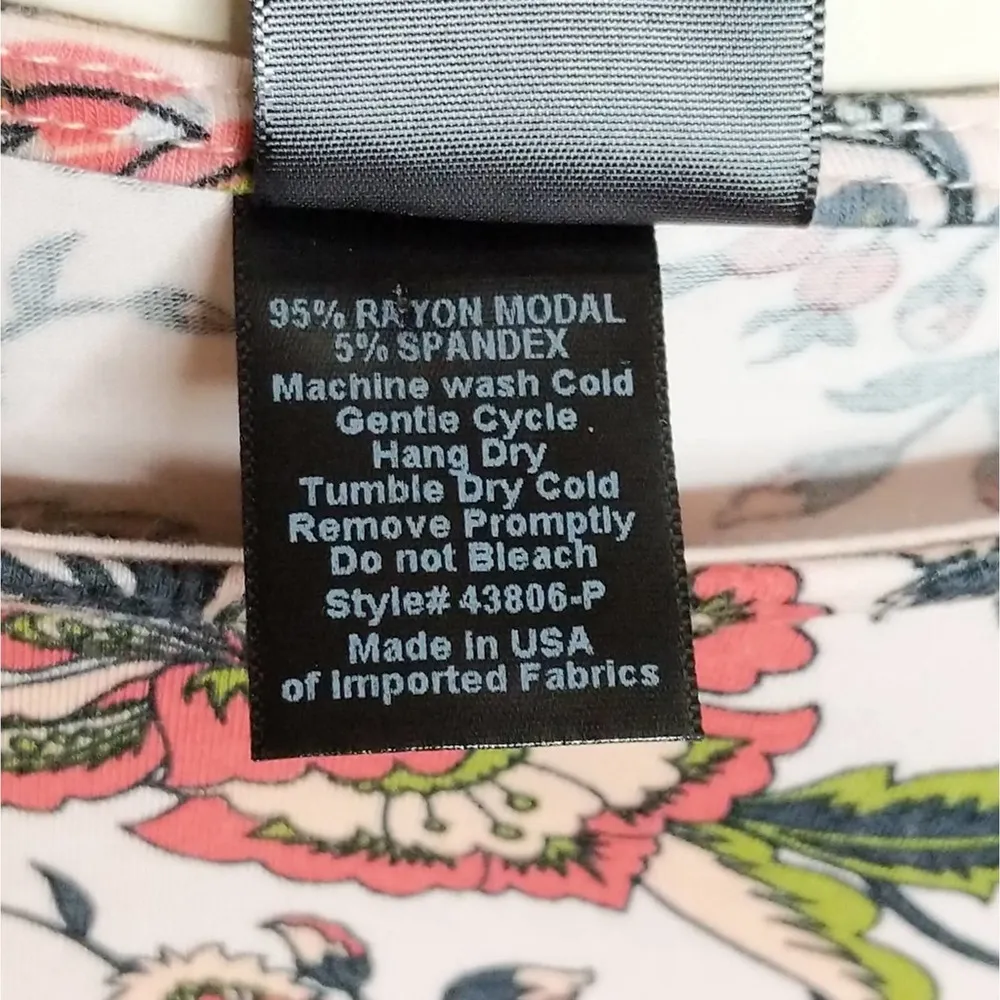 95% RAYON MODAL
5% SPANDEX
Machine wash Cold
Gentle Cycle
Hang Dry
Tumble Dry Cold
Remove Promptly
Do not Bleach
Style# 43806-P
Made in USA
of Imported Fabrics